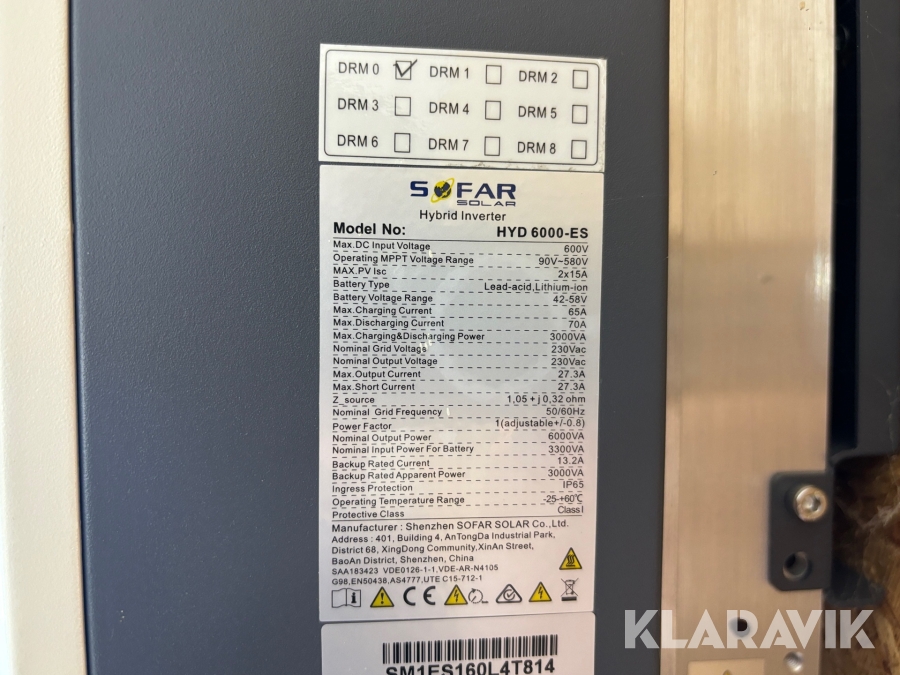 DRM 0 DRM 1 DRM 2
DRM 3 DRM 4 DRM 5
DRM 6 DRM 7 DRM 8
SOFAR
SOLAR
Hybrid Inverter
Model No: HYD 6000-ES
Max.DC Input Voltage 600V
Operating MPPT Voltage Range 90V~580V
MAX.PV Isc 2x15A
Battery Type Lead-acid,Lithium-ion
Battery Voltage Range 42-58V
Max.Charging Current 65A
Max.Discharging Current 70A
Max.Charging&Discharging Power 3000VA
Nominal Grid Voltage 230Vac
Nominal Output Voltage 230Vac
Max.Output Current 27.3A
Max.Short Current 27.3A
Z_source 1,05 + j 0,32 ohm
Nominal Grid Frequency 50/60Hz
Power Factor 1(adjustable+/-0.8)
Nominal Output Power 6000VA
Nominal Input Power For Battery 3300VA
Backup Rated Current 13.2A
Backup Rated Apparent Power 3000VA
Ingress Protection IP65
Operating Temperature Range -25-+60℃
Protective Class Class I
Manufacturer : Shenzhen SOFAR SOLAR Co.,Ltd.
Address : 401, Building 4, AnTongDa Industrial Park,
District 68, XingDong Community,XinAn Street,
BaoAn District, Shenzhen, China
SAA183423 VDE0126-1-1,VDE-AR-N4105
G98,EN50438,AS4777,UTE C15-712-1
CE
SM1ES160L4T814
KLARAVIK